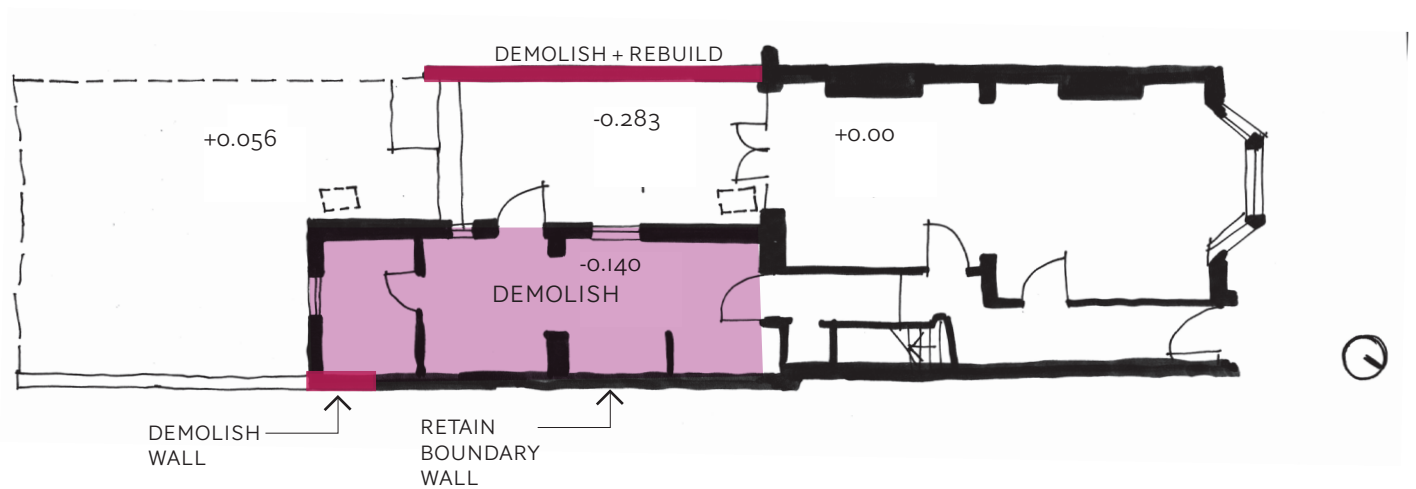 DEMOLISH + REBUILD
+0.056
-0.283
+0.00
-0.140
DEMOLISH
DEMOLISH
WALL
RETAIN
BOUNDARY
WALL